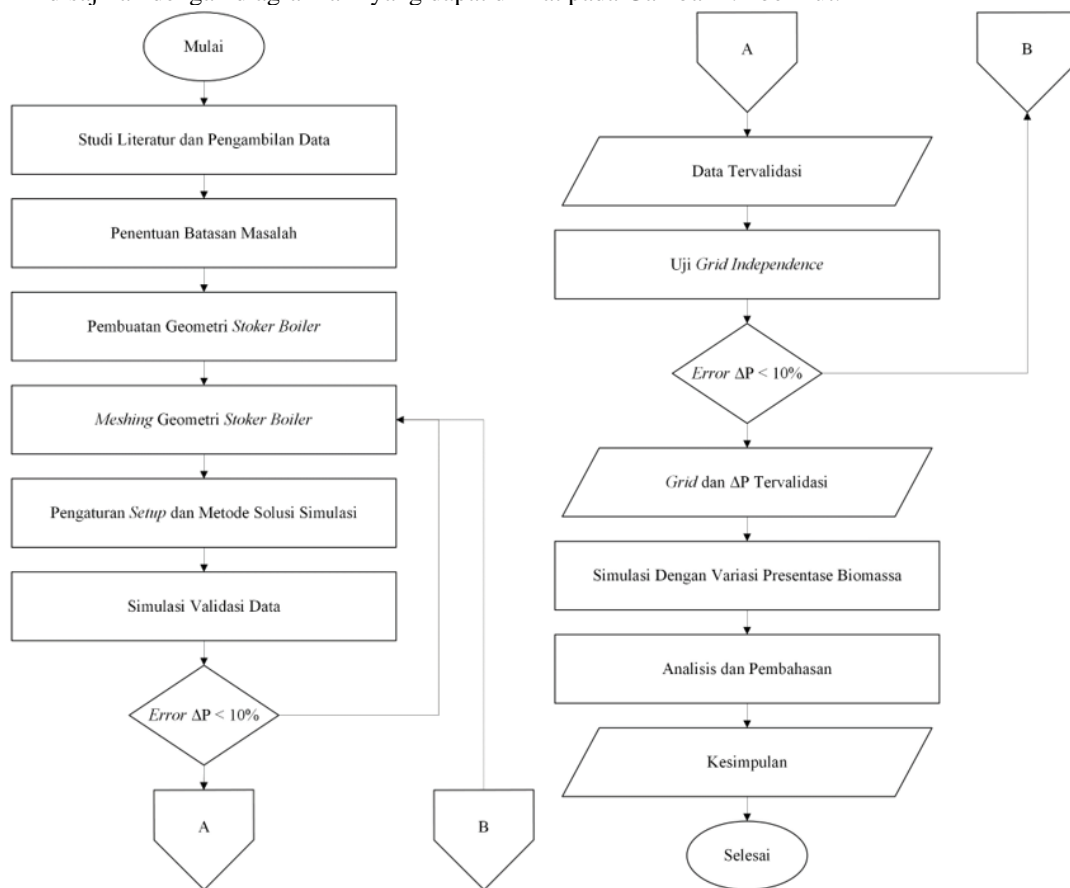 Mulai
Studi Literatur dan Pengambilan Data
Penentuan Batasan Masalah
Pembuatan Geometri Stoker Boiler
Meshing Geometri Stoker Boiler
Pengaturan Setup dan Metode Solusi Simulasi
Simulasi Validasi Data
Error ΔP < 10%
A
B
A
B
Data Tervalidasi
Uji Grid Independence
Error ΔP < 10%
Grid dan ΔP Tervalidasi
Simulasi Dengan Variasi Presentase Biomassa
Analisis dan Pembahasan
Kesimpulan
Selesai